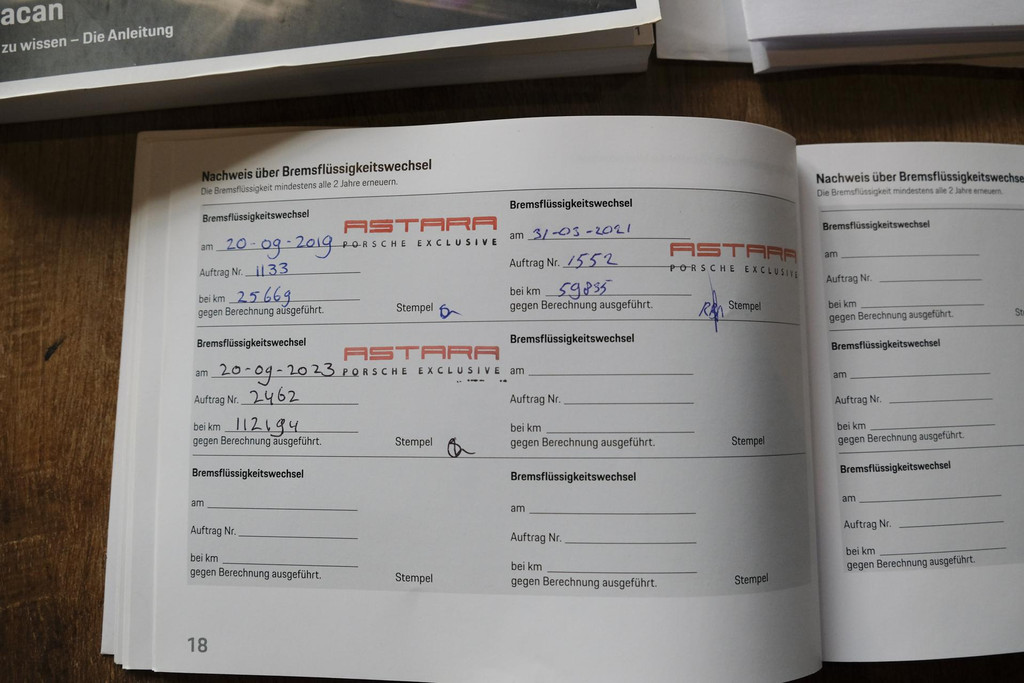 acan
zu wissen – Die Anleitung
Nachweis über Bremsflüssigkeitswechsel
Die Bremsflüssigkeit mindestens alle 2 Jahre erneuern.
Bremsflüssigkeitswechsel
ASTARA
PORSCHE EXCLUSIVE
am 20-09-2019
Auftrag Nr. 1133
bei km 25669
gegen Berechnung ausgeführt.
Stempel
Bremsflüssigkeitswechsel
am 31-03-2021
ASTARA
PORSCHE EXCLUSIVE
Auftrag Nr. 1552
bei km 59855
gegen Berechnung ausgeführt.
Stempel
Bremsflüssigkeitswechsel
ASTARA
PORSCHE EXCLUSIVE
am 20-09-2023
Auftrag Nr. 2462
bei km 112194
gegen Berechnung ausgeführt.
Stempel
Bremsflüssigkeitswechsel
am
Auftrag Nr.
bei km
gegen Berechnung ausgeführt.
Stempel
Bremsflüssigkeitswechsel
am
Auftrag Nr.
bei km
gegen Berechnung ausgeführt.
Stempel
Bremsflüssigkeitswechsel
am
Auftrag Nr.
bei km
gegen Berechnung ausgeführt.
Stempel
18
Nachweis über Bremsflüssigkeitswechse
Die Bremsflüssigkeit mindestens alle 2 Jahre erneuern.
Bremsflüssigkeitswechsel
am
Auftrag Nr.
bei km
gegen Berechnung ausgeführt.
St
Bremsflüssigkeitswechsel
am
Auftrag Nr.
bei km
gegen Berechnung ausgeführt.
Bremsflüssigkeitswechsel
am
Auftrag Nr.
bei km
gegen Berechnung ausgeführt.